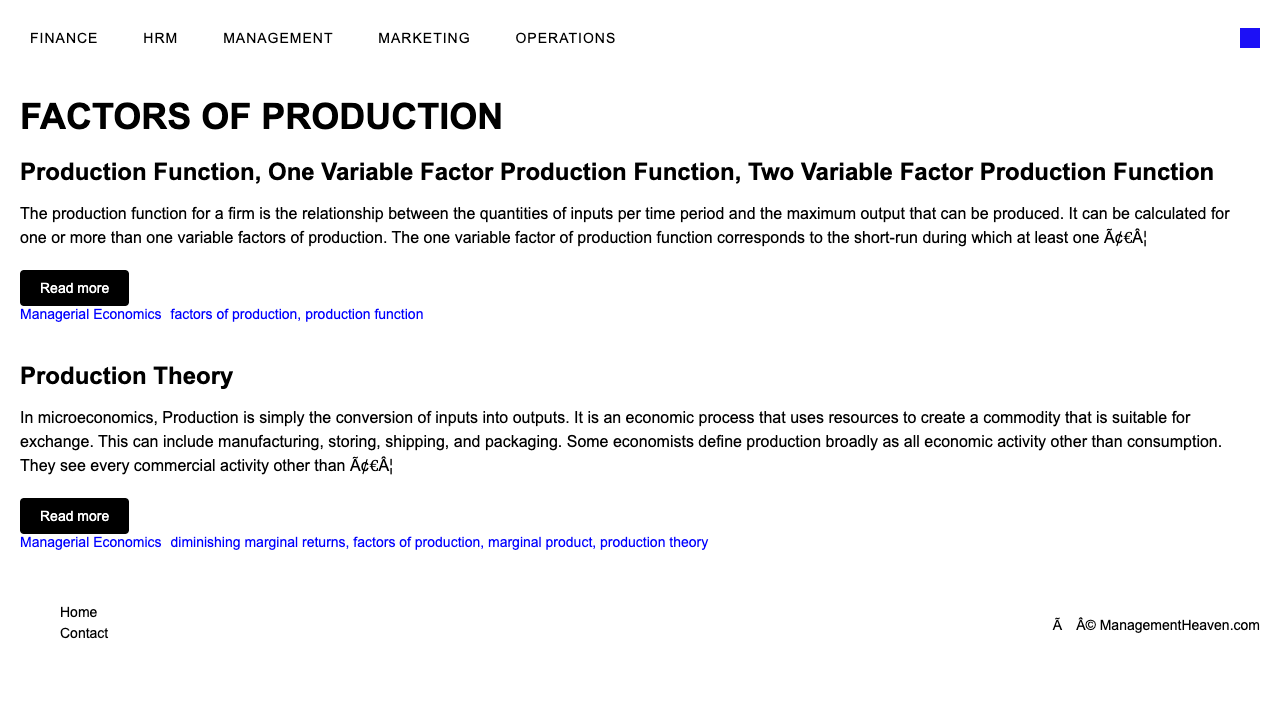 FINANCE HRM MANAGEMENT MARKETING OPERATIONS
FACTORS OF PRODUCTION
Production Function, One Variable Factor Production Function, Two Variable Factor Production Function
The production function for a firm is the relationship between the quantities of inputs per time period and the maximum output that can be produced. It can be calculated for
one or more than one variable factors of production. The one variable factor of production function corresponds to the short-run during which at least one Ã¢€Â¦
Read more
Managerial Economics factors of production, production function
Production Theory
In microeconomics, Production is simply the conversion of inputs into outputs. It is an economic process that uses resources to create a commodity that is suitable for
exchange. This can include manufacturing, storing, shipping, and packaging. Some economists define production broadly as all economic activity other than consumption.
They see every commercial activity other than Ã¢€Â¦
Read more
Managerial Economics diminishing marginal returns, factors of production, marginal product, production theory
Home
Contact
Ã Â© ManagementHeaven.com